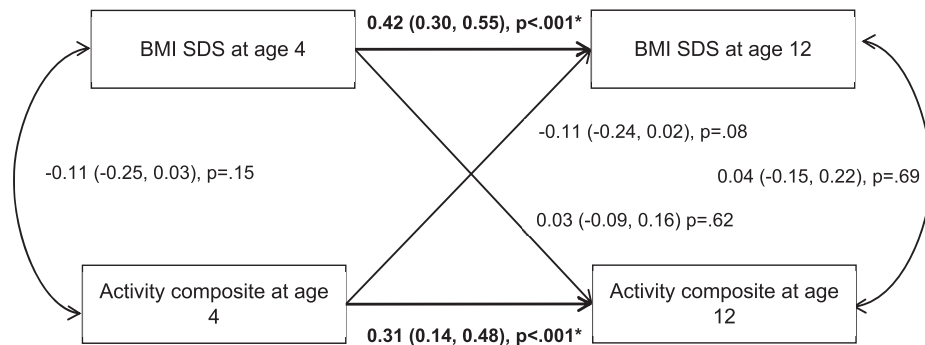 0.42 (0.30, 0.55), p<.001*
BMI SDS at age 4
BMI SDS at age 12
-0.11 (-0.24, 0.02), p=.08
-0.11 (-0.25, 0.03), p=.15
0.04 (-0.15, 0.22), p=.69
0.03 (-0.09, 0.16) p=.62
Activity composite at age
4
Activity composite at age
12
0.31 (0.14, 0.48), p<.001*